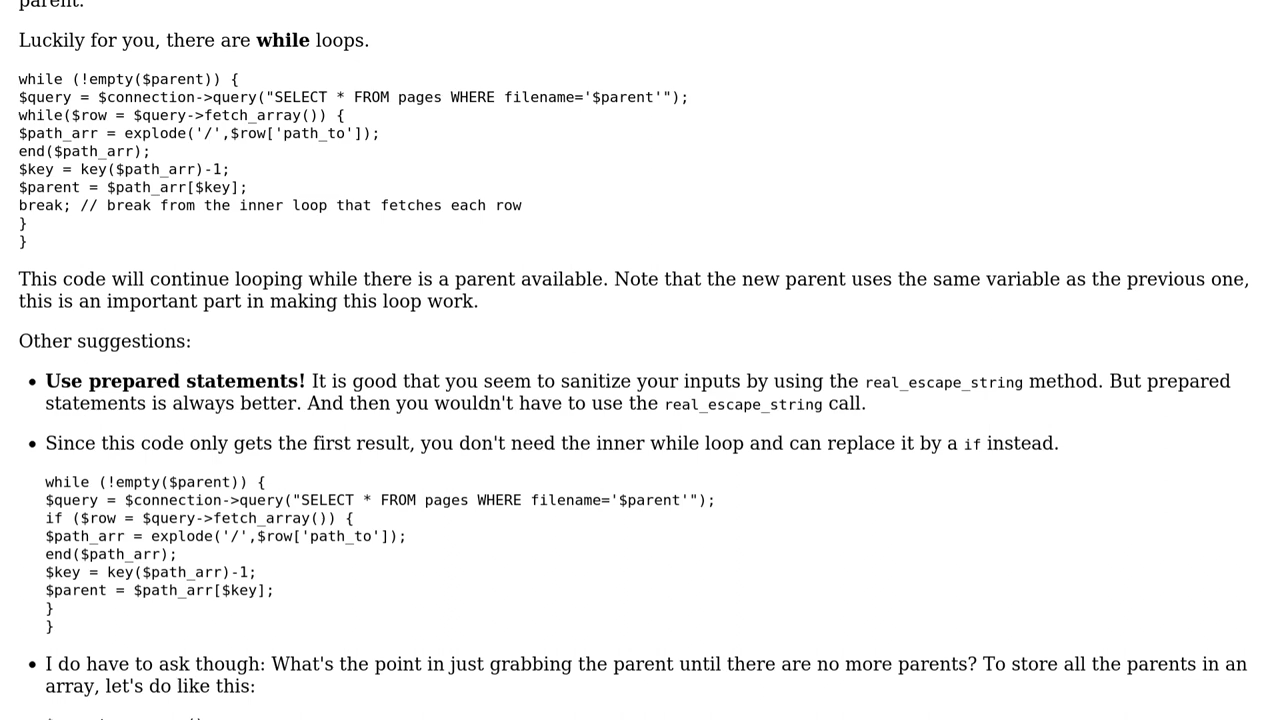 parent.
Luckily for you, there are while loops.
while (!empty($parent)) {
$query = $connection->query("SELECT * FROM pages WHERE filename='$parent'");
while($row = $query->fetch_array()) {
$path_arr = explode('/',$row['path_to']);
end($path_arr);
$key = key($path_arr)-1;
$parent = $path_arr[$key];
break; // break from the inner loop that fetches each row
}
}
This code will continue looping while there is a parent available. Note that the new parent uses the same variable as the previous one,
this is an important part in making this loop work.
Other suggestions:
• Use prepared statements! It is good that you seem to sanitize your inputs by using the real_escape_string method. But prepared
statements is always better. And then you wouldn't have to use the real_escape_string call.
• Since this code only gets the first result, you don't need the inner while loop and can replace it by a if instead.
while (!empty($parent)) {
$query = $connection->query("SELECT * FROM pages WHERE filename='$parent'");
if ($row = $query->fetch_array()) {
$path_arr = explode('/',$row['path_to']);
end($path_arr);
$key = key($path_arr)-1;
$parent = $path_arr[$key];
}
}
• I do have to ask though: What's the point in just grabbing the parent until there are no more parents? To store all the parents in an
array, let's do like this: